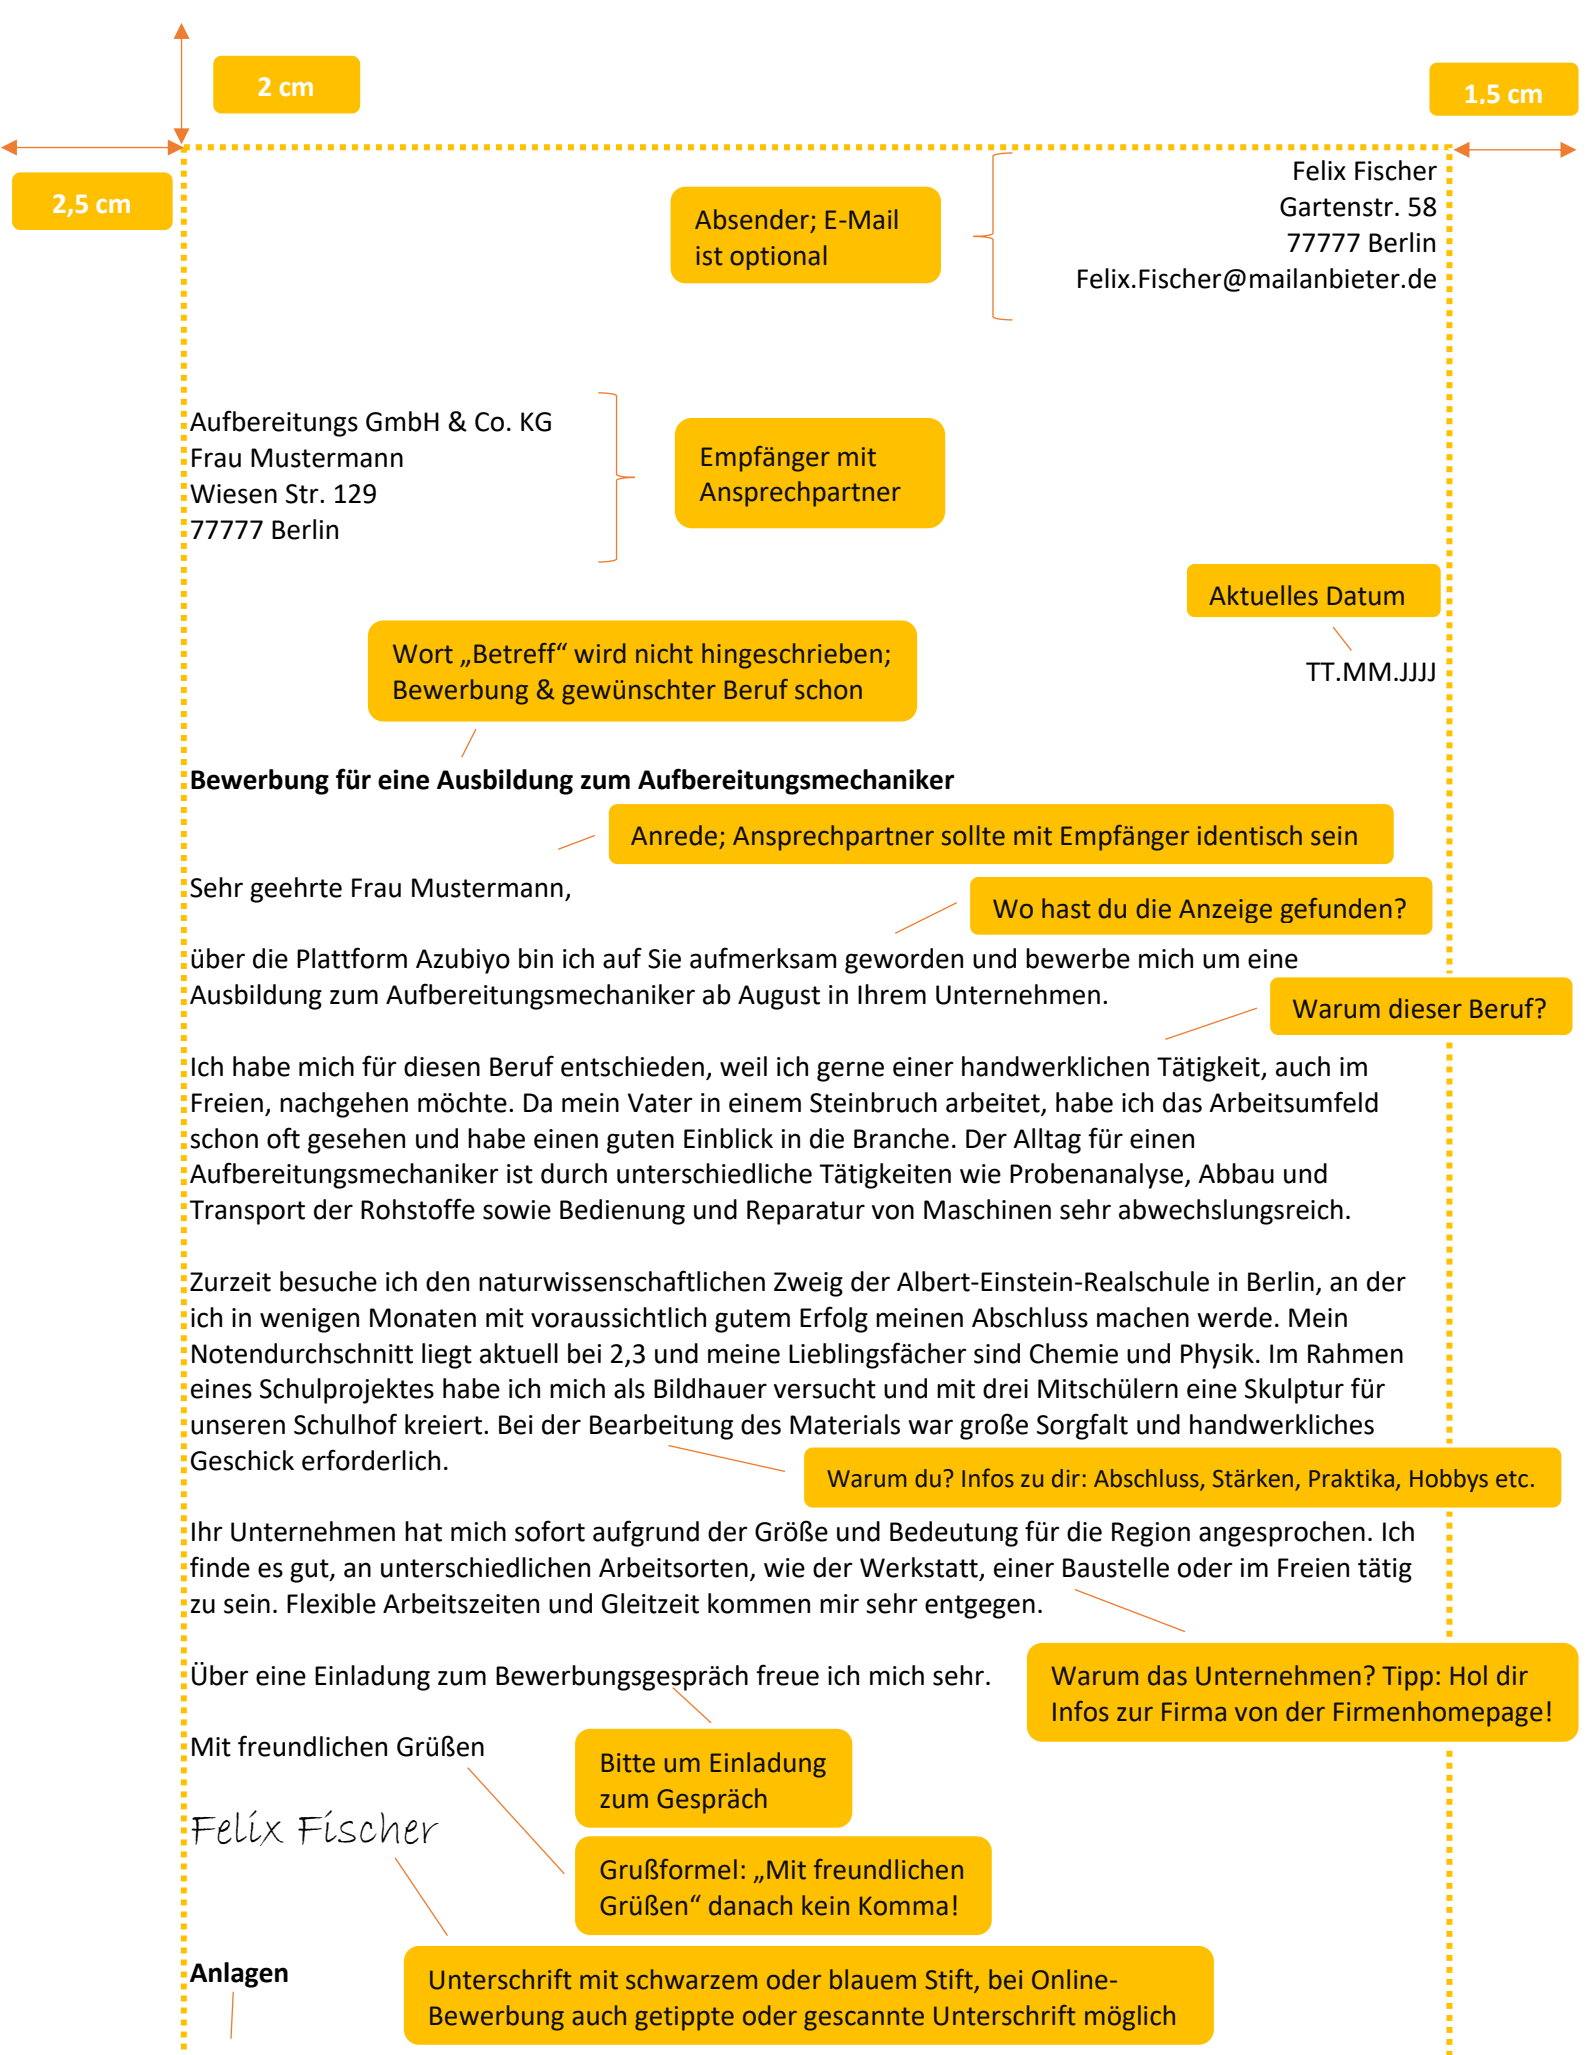 2 cm
1,5 cm
2,5 cm
Felix Fischer
Gartenstr. 58
77777 Berlin
Felix.Fischer@mailanbieter.de
Absender; E-Mail
ist optional
Aufbereitungs GmbH & Co. KG
Frau Mustermann
Wiesen Str. 129
77777 Berlin
Empfänger mit
Ansprechpartner
Aktuelles Datum
TT.MM.JJJJ
Wort „Betreff“ wird nicht hingeschrieben;
Bewerbung & gewünschter Beruf schon
Bewerbung für eine Ausbildung zum Aufbereitungsmechaniker
Anrede; Ansprechpartner sollte mit Empfänger identisch sein
Sehr geehrte Frau Mustermann,
Wo hast du die Anzeige gefunden?
über die Plattform Azubiyo bin ich auf Sie aufmerksam geworden und bewerbe mich um eine
Ausbildung zum Aufbereitungsmechaniker ab August in Ihrem Unternehmen.
Warum dieser Beruf?
Ich habe mich für diesen Beruf entschieden, weil ich gerne einer handwerklichen Tätigkeit, auch im
Freien, nachgehen möchte. Da mein Vater in einem Steinbruch arbeitet, habe ich das Arbeitsumfeld
schon oft gesehen und habe einen guten Einblick in die Branche. Der Alltag für einen
Aufbereitungsmechaniker ist durch unterschiedliche Tätigkeiten wie Probenanalyse, Abbau und
Transport der Rohstoffe sowie Bedienung und Reparatur von Maschinen sehr abwechslungsreich.
Zurzeit besuche ich den naturwissenschaftlichen Zweig der Albert-Einstein-Realschule in Berlin, an der
ich in wenigen Monaten mit voraussichtlich gutem Erfolg meinen Abschluss machen werde. Mein
Notendurchschnitt liegt aktuell bei 2,3 und meine Lieblingsfächer sind Chemie und Physik. Im Rahmen
eines Schulprojektes habe ich mich als Bildhauer versucht und mit drei Mitschülern eine Skulptur für
unseren Schulhof kreiert. Bei der Bearbeitung des Materials war große Sorgfalt und handwerkliches
Geschick erforderlich.
Warum du? Infos zu dir: Abschluss, Stärken, Praktika, Hobbys etc.
Ihr Unternehmen hat mich sofort aufgrund der Größe und Bedeutung für die Region angesprochen. Ich
finde es gut, an unterschiedlichen Arbeitsorten, wie der Werkstatt, einer Baustelle oder im Freien tätig
zu sein. Flexible Arbeitszeiten und Gleitzeit kommen mir sehr entgegen.
Über eine Einladung zum Bewerbungsgespräch freue ich mich sehr.
Warum das Unternehmen? Tipp: Hol dir
Infos zur Firma von der Firmenhomepage!
Mit freundlichen Grüßen
Bitte um Einladung
zum Gespräch
Felix Fischer
Grußformel: „Mit freundlichen
Grüßen“ danach kein Komma!
Anlagen
Unterschrift mit schwarzem oder blauem Stift, bei Online-
Bewerbung auch getippte oder gescannte Unterschrift möglich